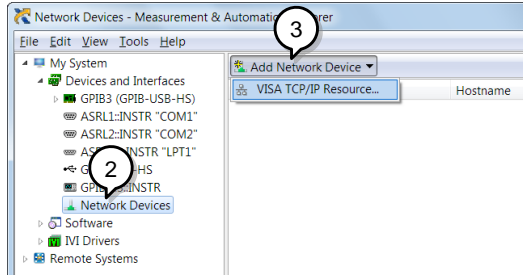 Network Devices - Measurement & Automatio rer
3
File Edit View Tools Help
My System
Add Network Device
Devices and Interfaces
VISA TCP/IP Resource...
Hostname
GPIB3 (GPIB-USB-HS)
ASRL1::INSTR "COM1"
ASRL2::INSTR "COM2"
INSTR "LPT1"
2
-HS
INSTR
Network Devices
Software
IVI Drivers
Remote Systems